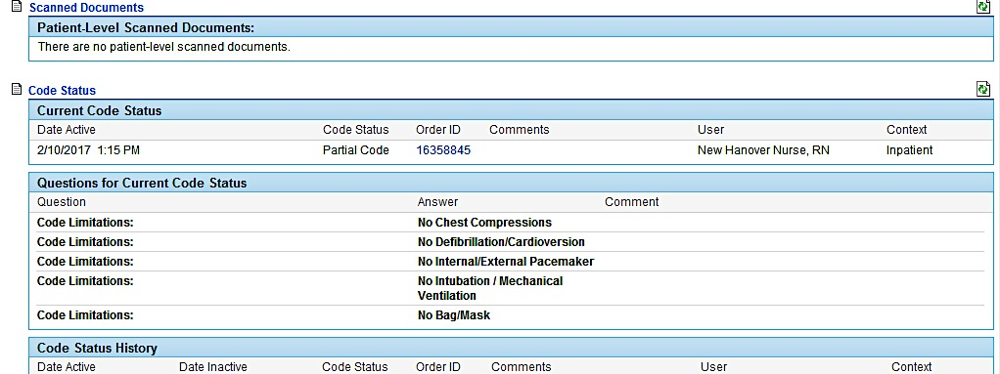 Scanned Documents
Patient-Level Scanned Documents:
There are no patient-level scanned documents.
Code Status
Current Code Status
Date Active Code Status Order ID Comments User Context
2/10/2017 1:15 PM Partial Code 16358845 New Hanover Nurse, RN Inpatient
Questions for Current Code Status
Question Answer Comment
Code Limitations: No Chest Compressions
Code Limitations: No Defibrillation/Cardioversion
Code Limitations: No Internal/External Pacemaker
Code Limitations: No Intubation / Mechanical
Ventilation
Code Limitations: No Bag/Mask
Code Status History
Date Active Date Inactive Code Status Order ID Comments User Context